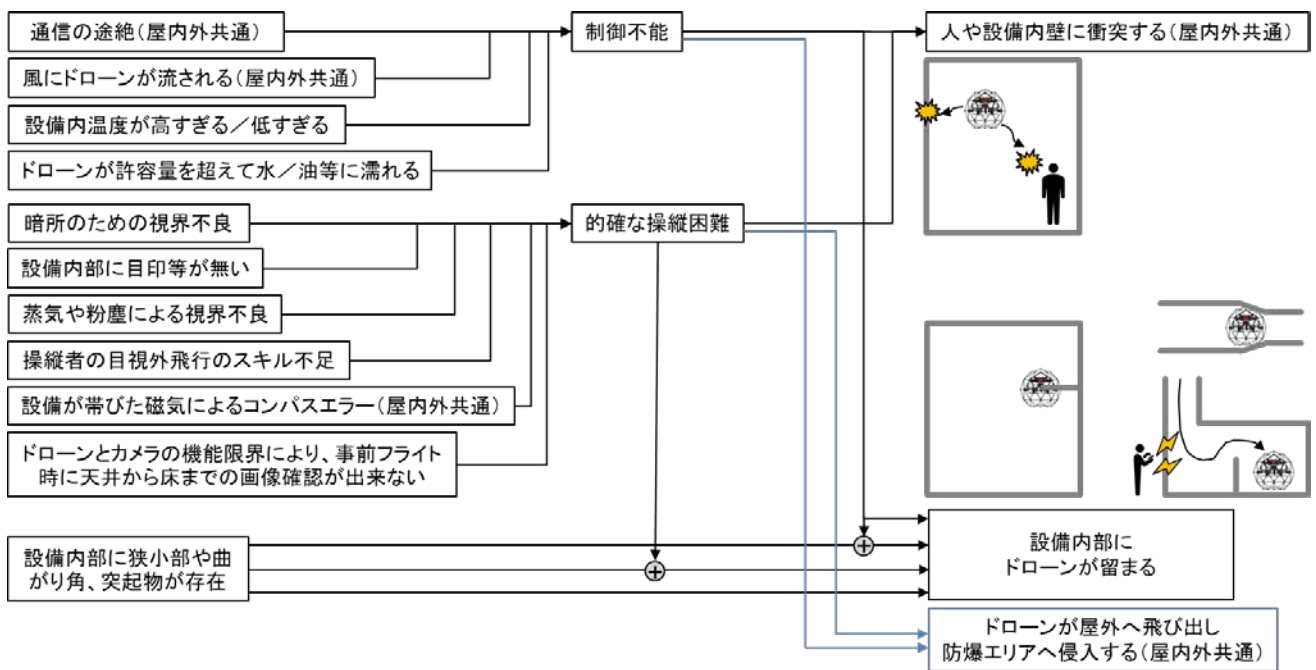 通信の途絶(屋内外共通)
制御不能
人や設備内壁に衝突する(屋内外共通)
風にドローンが流される(屋内外共通)
設備内温度が高すぎる／低すぎる
ドローンが許容量を超えて水／油等に濡れる
暗所のための視界不良
的確な操縦困難
設備内部に目印等が無い
蒸気や粉塵による視界不良
操縦者の目視外飛行のスキル不足
設備が帯びた磁気によるコンパスエラー(屋内外共通)
ドローンとカメラの機能限界により、事前フライト
時に天井から床までの画像確認が出来ない
設備内部に狭小部や曲
がり角、突起物が存在
設備内部に
ドローンが留まる
ドローンが屋外へ飛び出し
防爆エリアへ侵入する(屋内外共通)